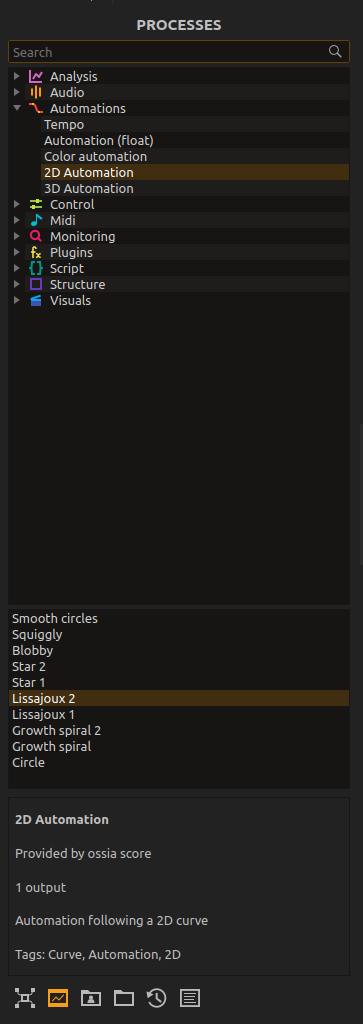 PROCESSES
Search
Analysis
Audio
Automations
Tempo
Automation (float)
Color automation
2D Automation
3D Automation
Control
Midi
Monitoring
Plugins
Script
Structure
Visuals
Smooth circles
Squiggly
Blobby
Star 2
Star 1
Lissajoux 2
Lissajoux 1
Growth spiral 2
Growth spiral
Circle
2D Automation
Provided by ossia score
1 output
Automation following a 2D curve
Tags: Curve, Automation, 2D